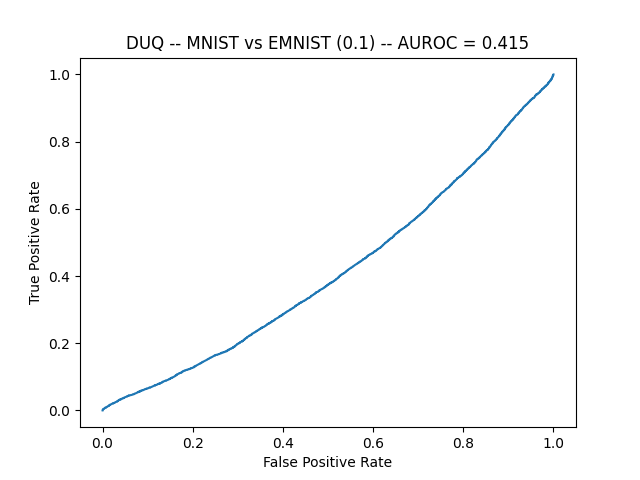 DUQ -- MNIST vs EMNIST (0.1) -- AUROC = 0.415
1.0
0.8
0.6
0.4
0.2
0.0
True Positive Rate
0.0 0.2 0.4 0.6 0.8 1.0
False Positive Rate